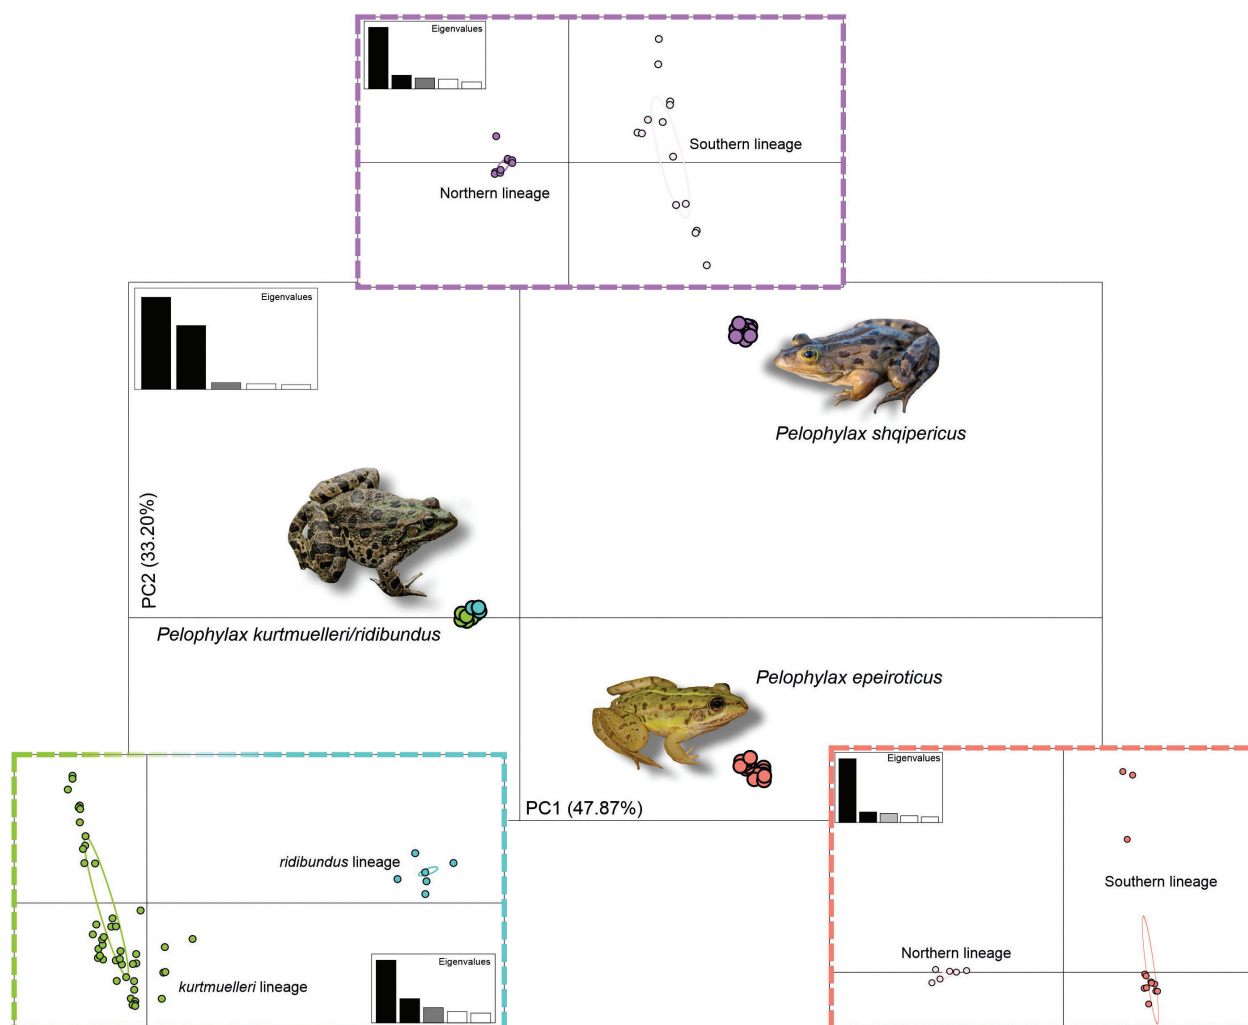 Eigenvalues
Southern lineage
Northern lineage
Eigenvalues
Pelophylax shqipericus
PC2 (33.20%)
Pelophylax kurtmuelleri/ridibundus
Pelophylax epeiroticus
PC1 (47.87%)
ridibundus lineage
kurtmuelleri lineage
Eigenvalues
Eigenvalues
Southern lineage
Northern lineage